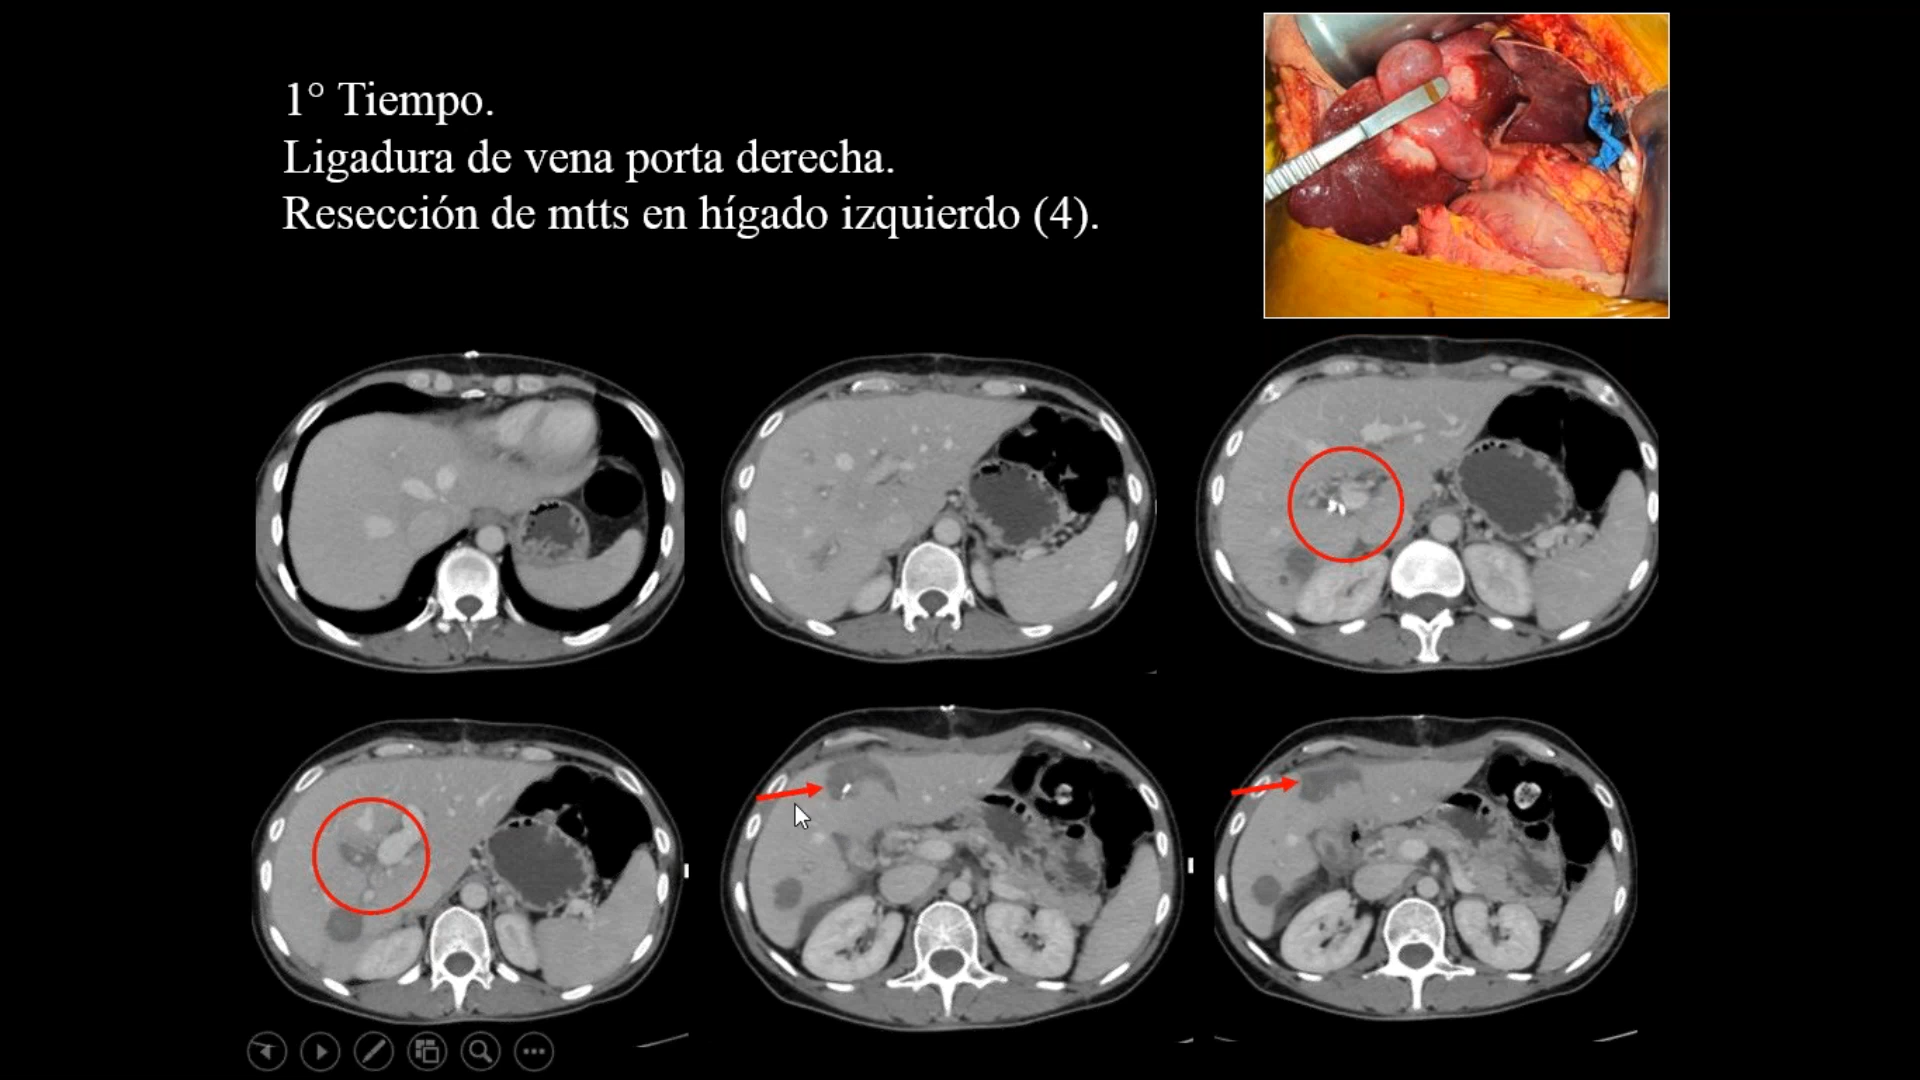 1° Tiempo.
Ligadura de vena porta derecha.
Resección de mtts en hígado izquierdo (4).